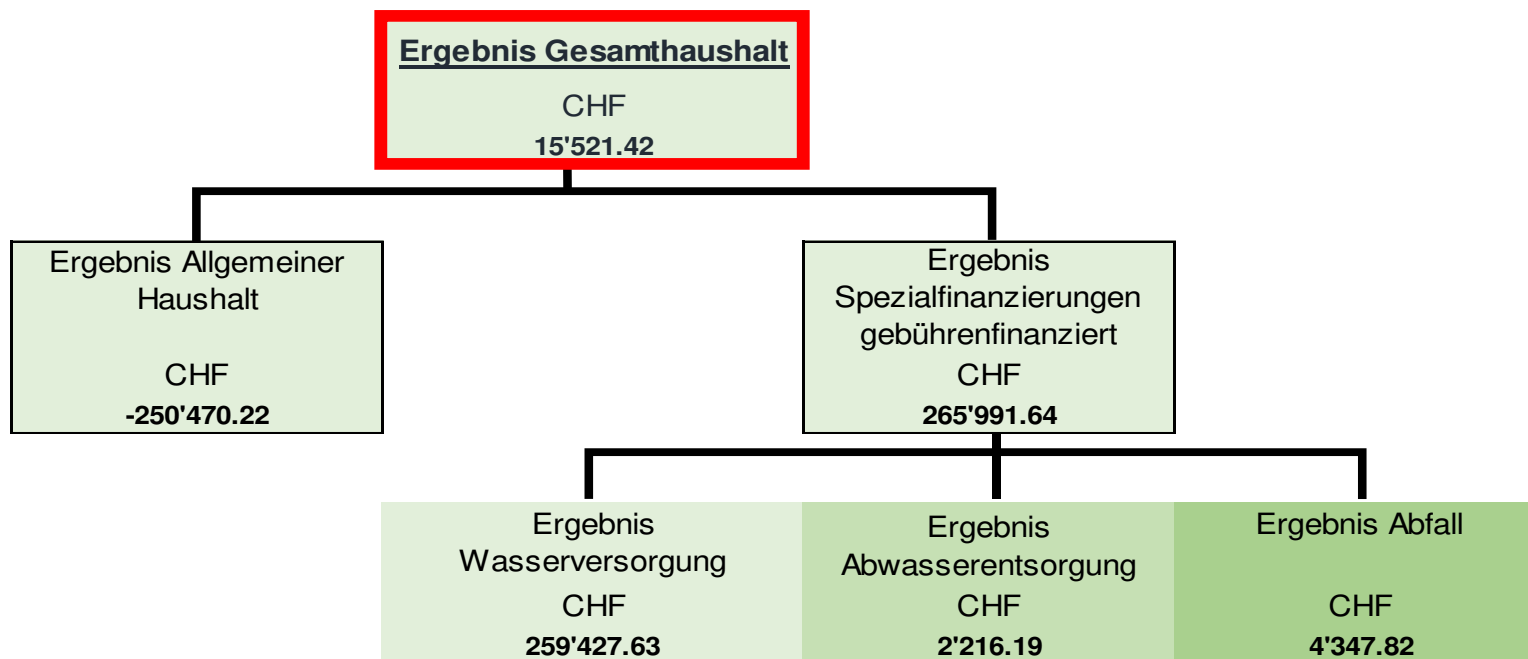 Ergebnis Gesamthaushalt
CHF
15'521.42
Ergebnis Allgemeiner
Haushalt
CHF
-250'470.22
Ergebnis
Spezialfinanzierungen
gebührenfinanziert
CHF
265'991.64
Ergebnis
Wasserversorgung
CHF
259'427.63
Ergebnis
Abwasserentsorgung
CHF
2'216.19
Ergebnis Abfall
CHF
4'347.82